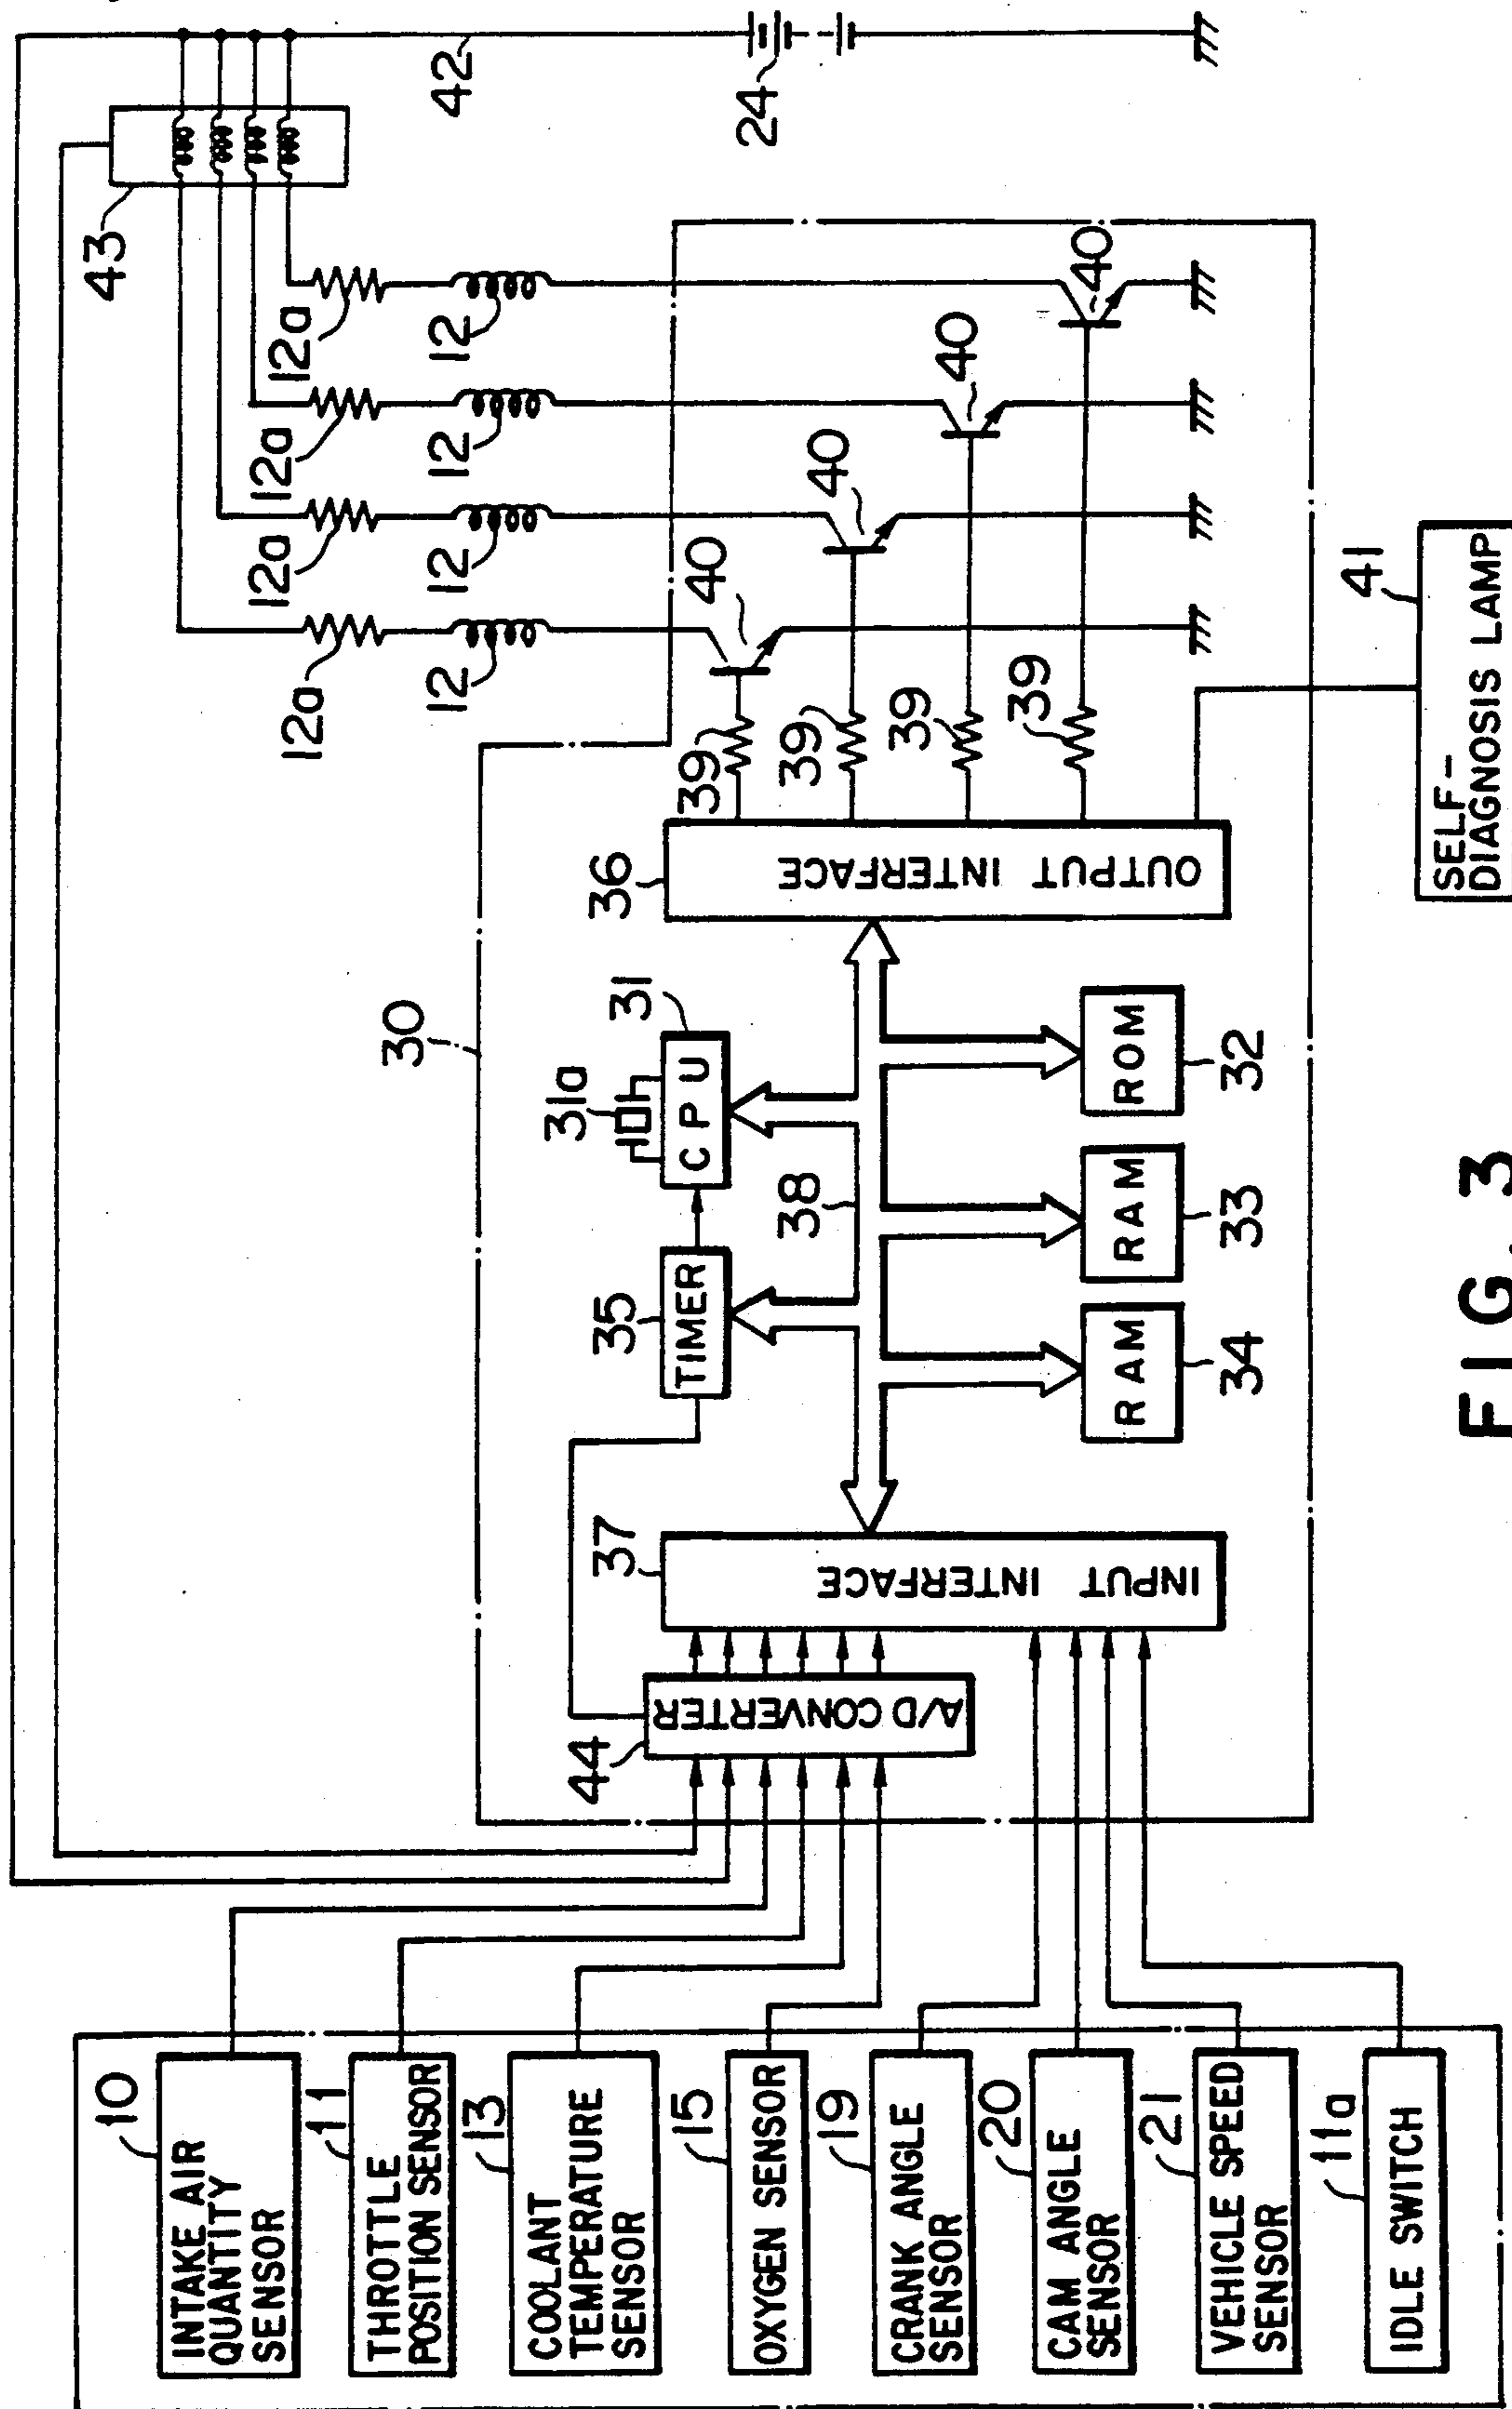 10
INTAKE AIR
QUANTITY
SENSOR
11
THROTTLE
POSITION SENSOR
13
COOLANT
TEMPERATURE
SENSOR
15
OXYGEN SENSOR
19
CRANK ANGLE
SENSOR
20
CAM ANGLE
SENSOR
21
VEHICLE SPEED
SENSOR
11a
IDLE SWITCH
30
44
A/D CONVERTER
37
INPUT INTERFACE
35
TIMER
31a
31
CPU
38
34
RAM
33
RAM
32
ROM
36
OUTPUT INTERFACE
39
39
39
39
40
40
40
40
12a
12a
12a
12a
12
12
12
12
43
42
24
41
SELF-
DIAGNOSIS LAMP
FIG. 3